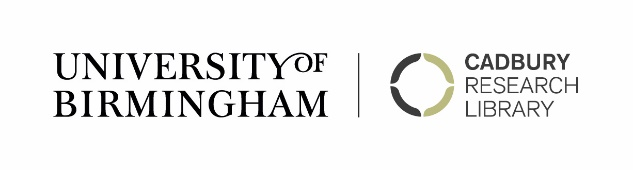 UNIVERSITY OF
BIRMINGHAM
CADBURY
RESEARCH
LIBRARY